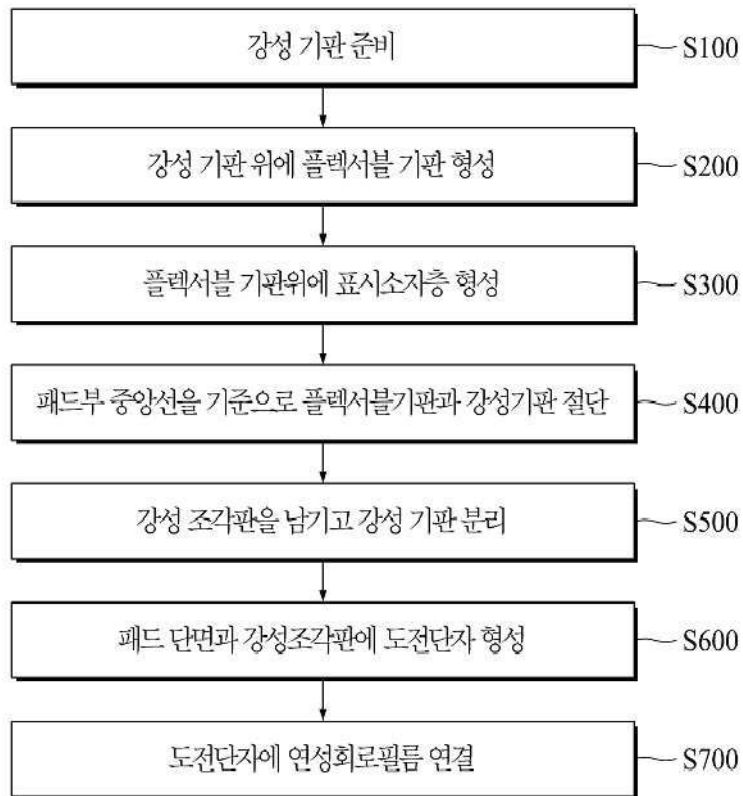 강성 기판 준비 S100
강성 기판 위에 플렉서블 기판 형성 S200
플렉서블 기판위에 표시소자층 형성 S300
패드부 중앙선을 기준으로 플렉서블기판과 강성기판 절단 S400
강성 조각판을 남기고 강성 기판 분리 S500
패드 단면과 강성조각판에 도전단자 형성 S600
도전단자에 연성회로필름 연결 S700